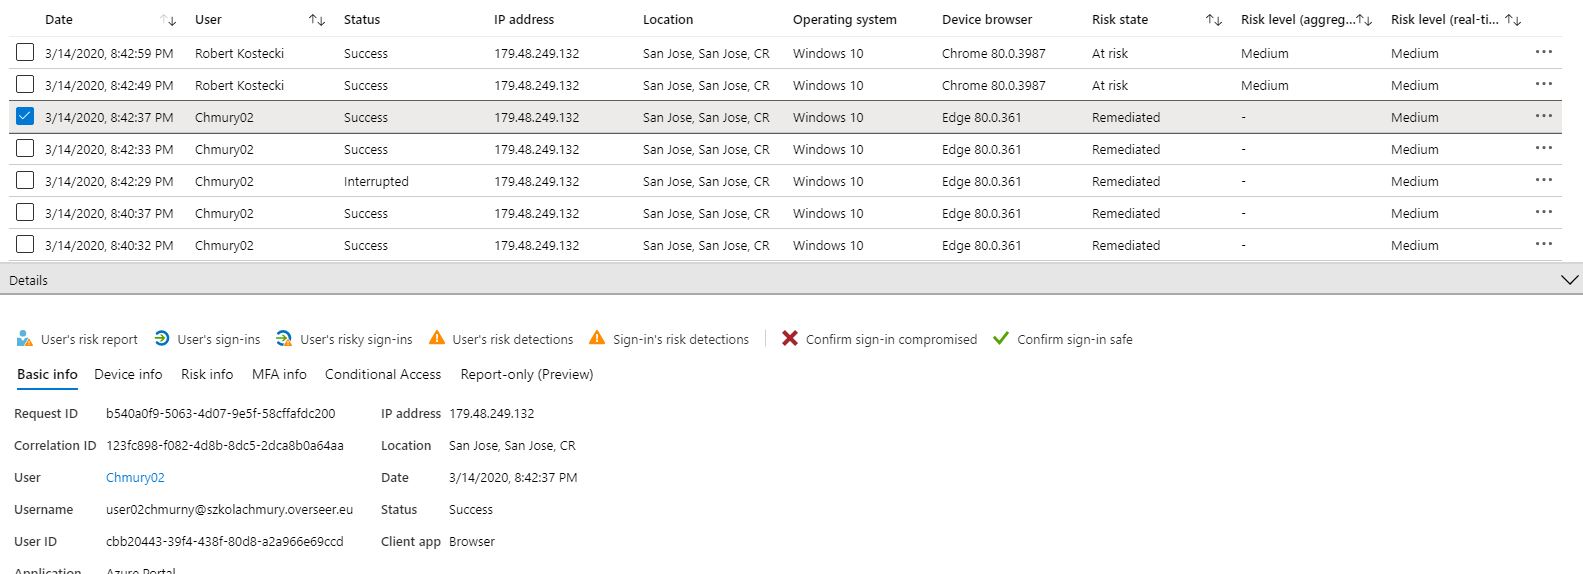 Date User Status IP address Location Operating system Device browser Risk state Risk level (aggreg... Risk level (real-ti...
3/14/2020, 8:42:59 PM Robert Kostecki Success 179.48.249.132 San Jose, San Jose, CR Windows 10 Chrome 80.0.3987 At risk Medium Medium ...
3/14/2020, 8:42:49 PM Robert Kostecki Success 179.48.249.132 San Jose, San Jose, CR Windows 10 Chrome 80.0.3987 At risk Medium Medium ...
3/14/2020, 8:42:37 PM Chmury02 Success 179.48.249.132 San Jose, San Jose, CR Windows 10 Edge 80.0.361 Remediated - Medium ...
3/14/2020, 8:42:33 PM Chmury02 Success 179.48.249.132 San Jose, San Jose, CR Windows 10 Edge 80.0.361 Remediated - Medium ...
3/14/2020, 8:42:29 PM Chmury02 Interrupted 179.48.249.132 San Jose, San Jose, CR Windows 10 Edge 80.0.361 Remediated - Medium ...
3/14/2020, 8:40:37 PM Chmury02 Success 179.48.249.132 San Jose, San Jose, CR Windows 10 Edge 80.0.361 Remediated - Medium ...
3/14/2020, 8:40:32 PM Chmury02 Success 179.48.249.132 San Jose, San Jose, CR Windows 10 Edge 80.0.361 Remediated - Medium ...
Details
User's risk report User's sign-ins User's risky sign-ins User's risk detections Sign-in's risk detections Confirm sign-in compromised Confirm sign-in safe
Basic info Device info Risk info MFA info Conditional Access Report-only (Preview)
Request ID b540a0f9-5063-4d07-9e5f-58cffafdc200 IP address 179.48.249.132
Correlation ID 123fc898-f082-4d8b-8dc5-2dca8b0a64aa Location San Jose, San Jose, CR
User Chmury02 Date 3/14/2020, 8:42:37 PM
Username user02chmurny@szkolachmury.overseer.eu Status Success
User ID cbb20443-39f4-438f-80d8-a2a966e69ccd Client app Browser
Application Azure Portal